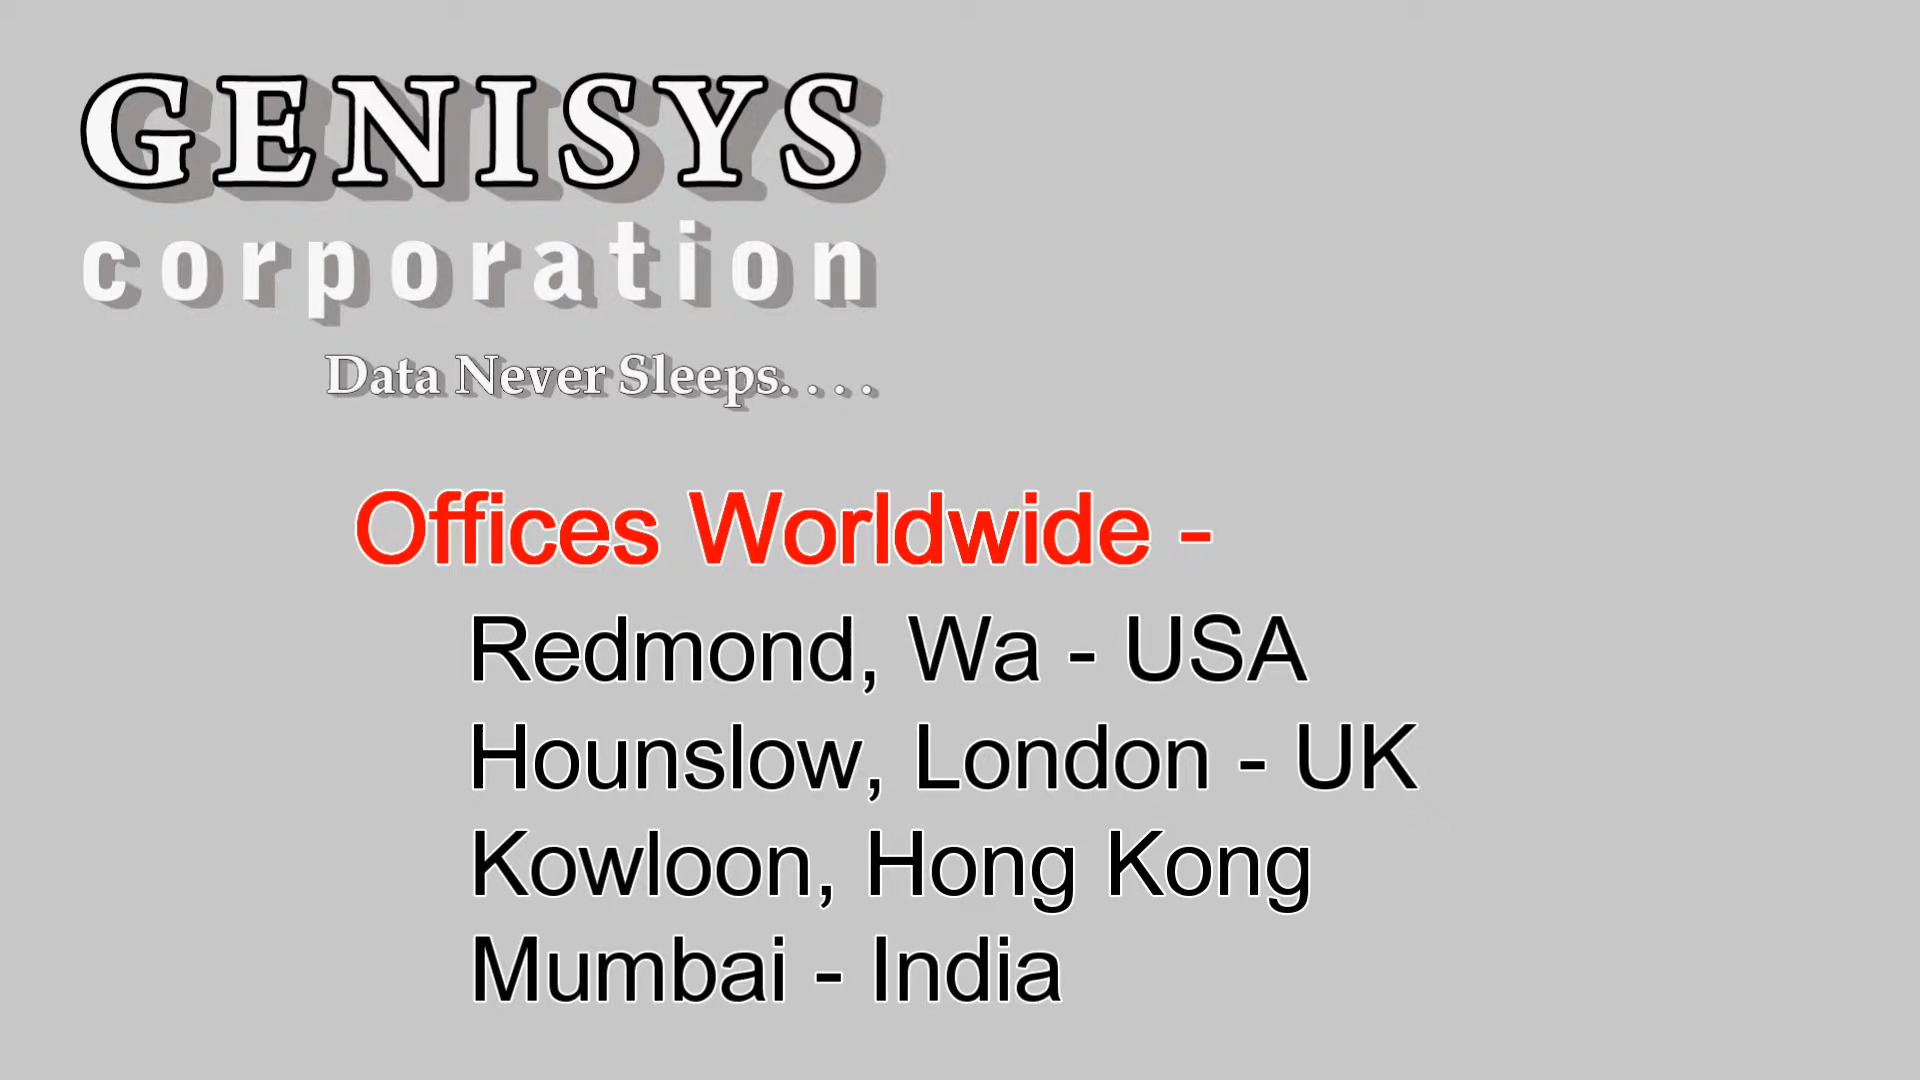 GENISYS
corporation
Data Never Sleeps. . . .
Offices Worldwide -
Redmond, Wa - USA
Hounslow, London - UK
Kowloon, Hong Kong
Mumbai - India